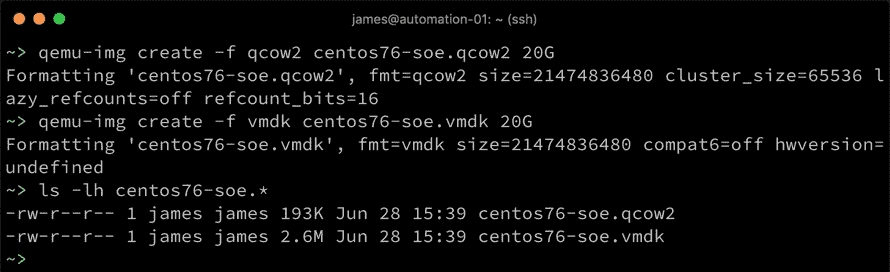 james@automation-01: ~ (ssh)
~> qemu-img create -f qcow2 centos76-soe.qcow2 20G
Formatting 'centos76-soe.qcow2', fmt=qcow2 size=21474836480 cluster_size=65536 l
azy_refcounts=off refcount_bits=16
~> qemu-img create -f vmdk centos76-soe.vmdk 20G
Formatting 'centos76-soe.vmdk', fmt=vmdk size=21474836480 compat6=off hwversion=
undefined
~> ls -lh centos76-soe.*
-rw-r--r-- 1 james james 193K Jun 28 15:39 centos76-soe.qcow2
-rw-r--r-- 1 james james 2.6M Jun 28 15:39 centos76-soe.vmdk
~>